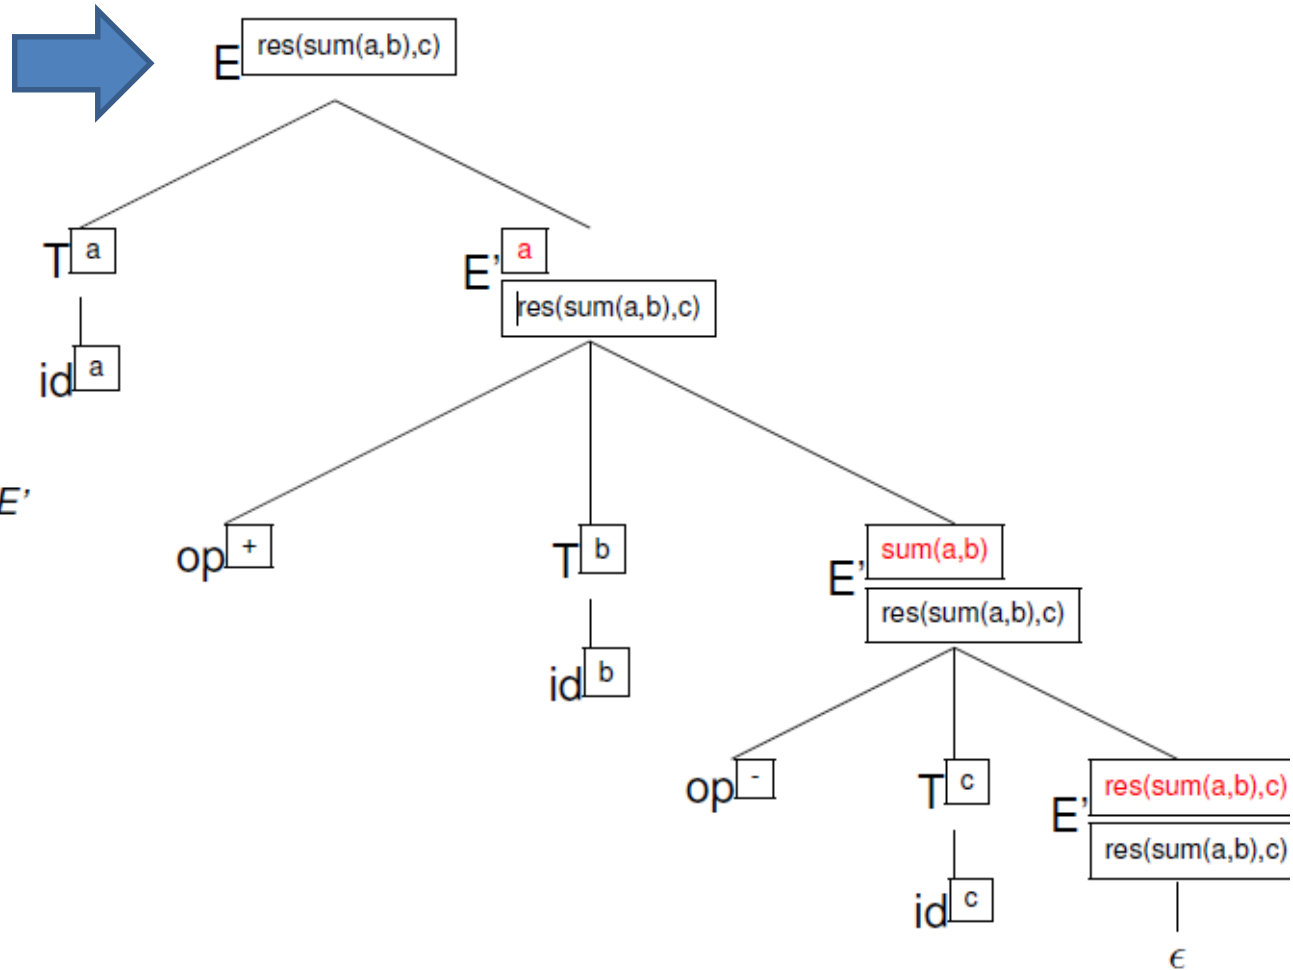 E res(sum(a,b),c)
T a
E' a
res(sum(a,b),c)
id a
E'
op +
T b
E' sum(a,b)
res(sum(a,b),c)
id b
op -
T c
E' res(sum(a,b),c)
res(sum(a,b),c)
id c
ϵ